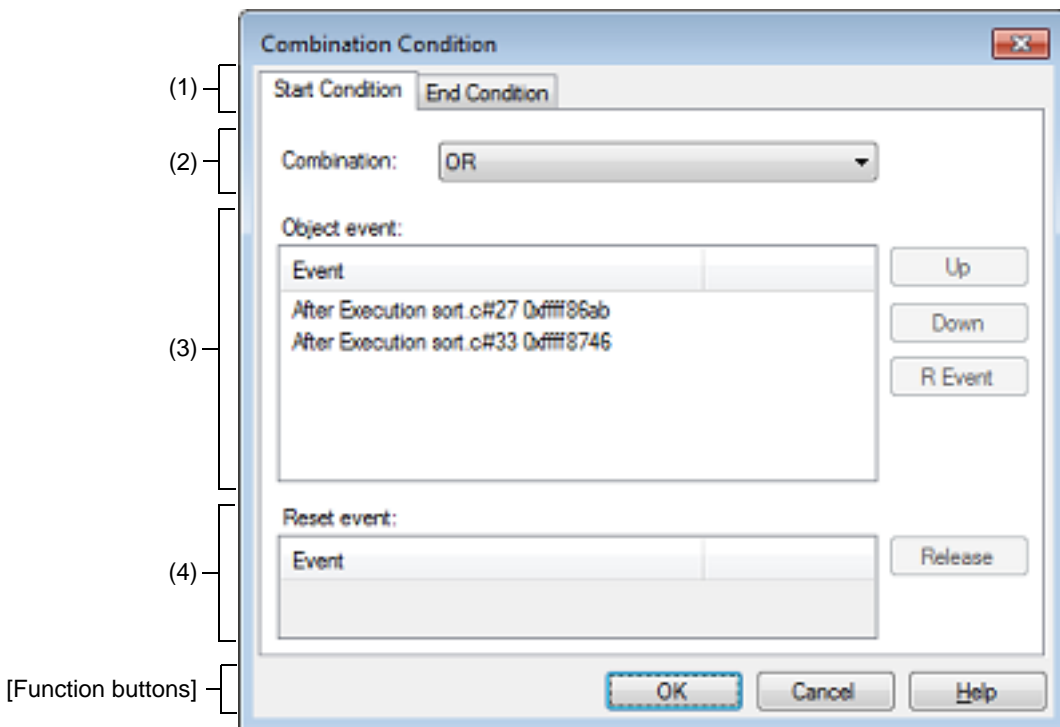 Combination Condition
(1)
Start Condition End Condition
(2)
Combination: OR
Object event:
Event
Up
After Execution sort.c#27 0xffff86ab
Down
After Execution sort.c#33 0xffff8746
(3)
R Event
Reset event:
Event
Release
(4)
[Function buttons]
OK Cancel Help